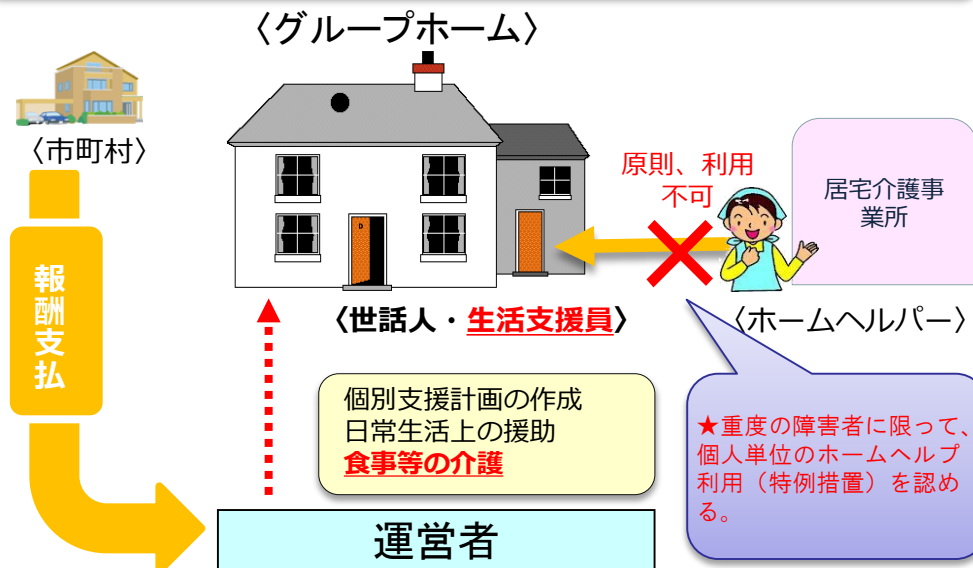 〈グループホーム〉
〈市町村〉
報酬支払
原則、利用
不可
居宅介護事
業所
〈世話人・生活支援員〉
〈ホームヘルパー〉
個別支援計画の作成
日常生活上の援助
食事等の介護
★重度の障害者に限って、
個人単位のホームヘルプ
利用（特例措置）を認め
る。
運営者